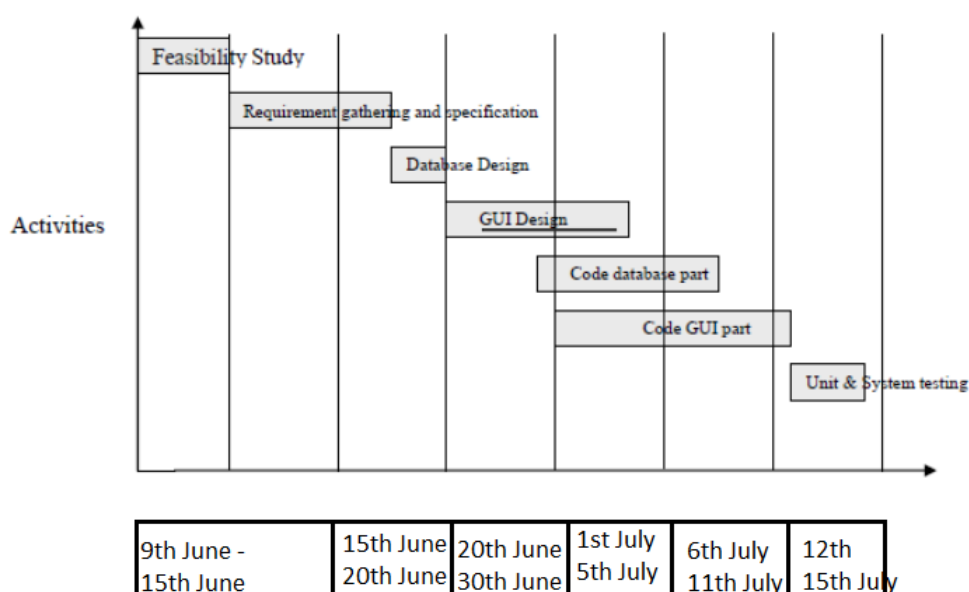 Feasibility Study
Requirement gathering and specification
Database Design
Activities
GUI Design
Code database part
Code GUI part
Unit & System testing
9th June -
15th June
15th June
20th June
20th June
30th June
1st July
5th July
6th July
11th July
12th
15th July